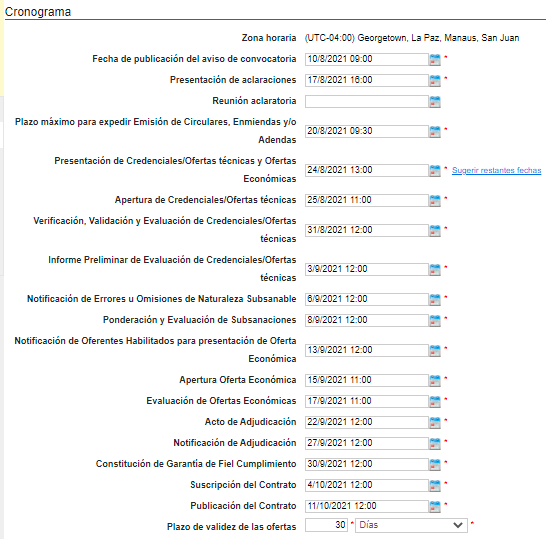 Cronograma
Zona horaria (UTC-04:00) Georgetown, La Paz, Manaus, San Juan
Fecha de publicación del aviso de convocatoria 10/8/2021 09:00 *
Presentación de aclaraciones 17/8/2021 16:00 *
Reunión aclaratoria
Plazo máximo para expedir Emisión de Circulares, Enmiendas y/o
Adendas 20/8/2021 09:30 *
Presentación de Credenciales/Ofertas técnicas y Ofertas
Económicas 24/8/2021 13:00 * Sugerir restantes fechas
Apertura de Credenciales/Ofertas técnicas 25/8/2021 11:00 *
Verificación, Validación y Evaluación de Credenciales/Ofertas
técnicas 31/8/2021 12:00 *
Informe Preliminar de Evaluación de Credenciales/Ofertas
técnicas 3/9/2021 12:00 *
Notificación de Errores u Omisiones de Naturaleza Subsanable 6/9/2021 12:00 *
Ponderación y Evaluación de Subsanaciones 8/9/2021 12:00 *
Notificación de Oferentes Habilitados para presentación de Oferta
Económica 13/9/2021 12:00 *
Apertura Oferta Económica 15/9/2021 11:00 *
Evaluación de Ofertas Económicas 17/9/2021 11:00 *
Acto de Adjudicación 22/9/2021 12:00 *
Notificación de Adjudicación 27/9/2021 12:00 *
Constitución de Garantía de Fiel Cumplimiento 30/9/2021 12:00 *
Suscripción del Contrato 4/10/2021 12:00 *
Publicación del Contrato 11/10/2021 12:00 *
Plazo de validez de las ofertas 30 * Días *